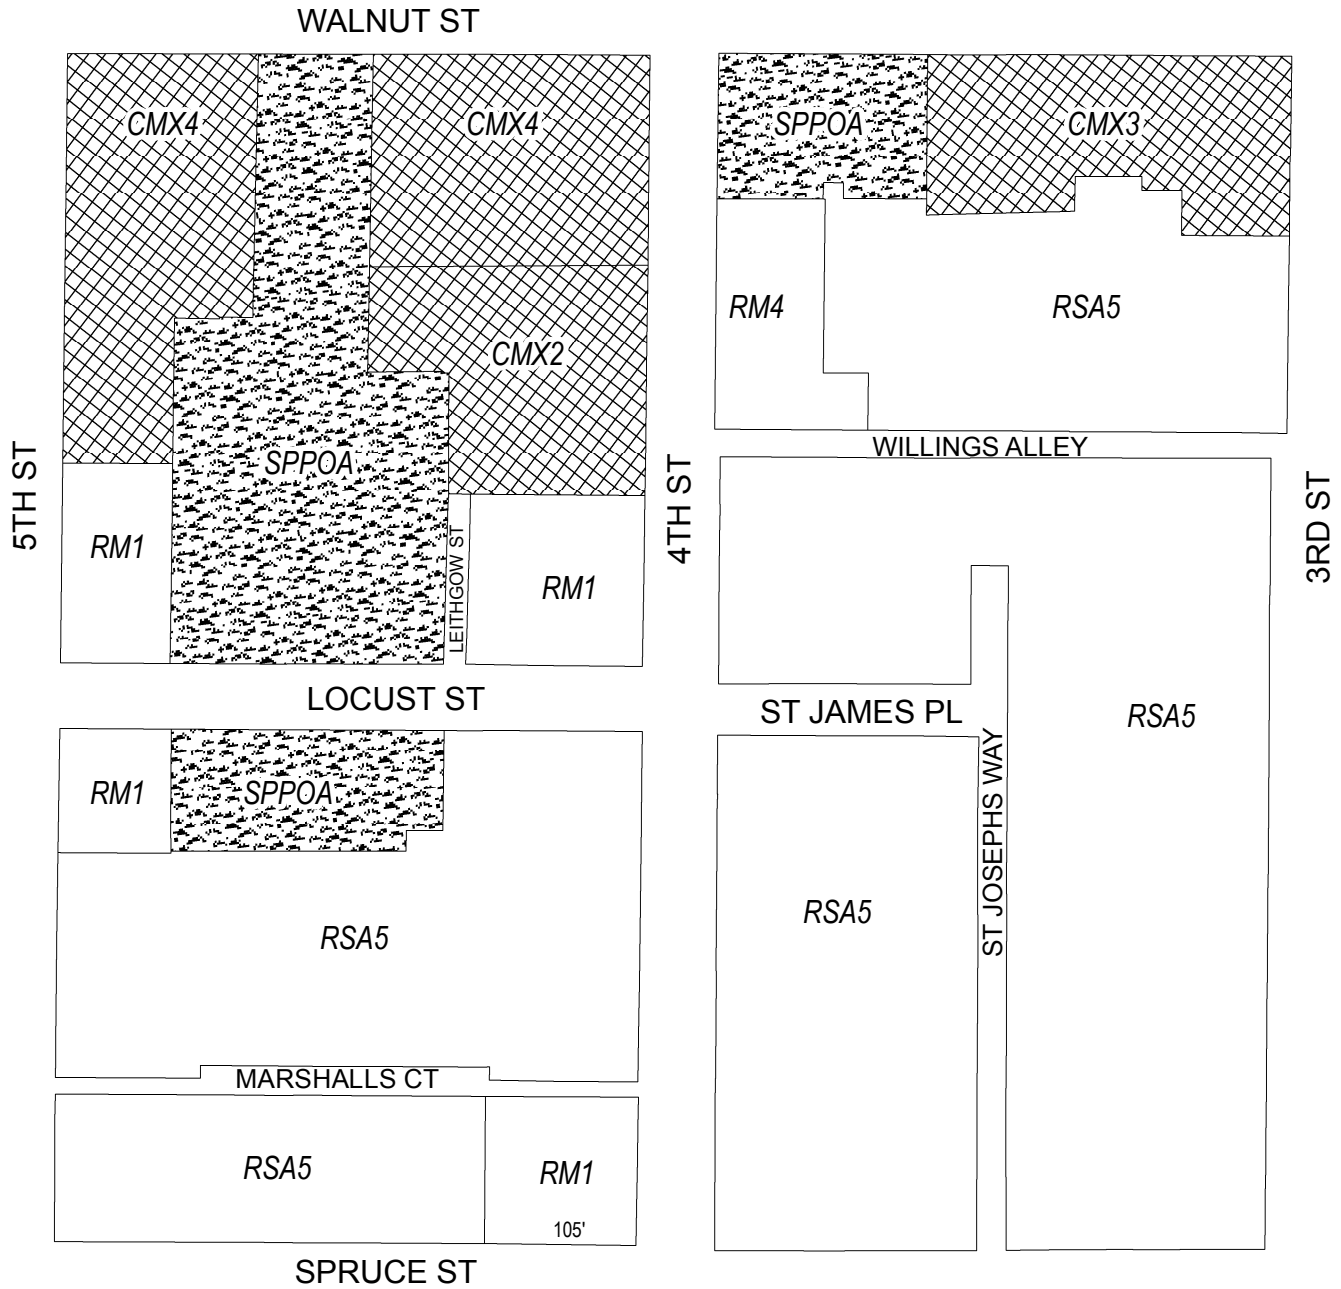 WALNUT ST
CMX4
CMX4
SPPOA
CMX3
RM4
RSA5
CMX2
WILLINGS ALLEY
5TH ST
SPPOA
4TH ST
3RD ST
RM1
LEITHGOW ST
RM1
LOCUST ST
ST JAMES PL
RSA5
RM1
SPPOA
ST JOSEPHS WAY
RSA5
RSA5
MARSHALLS CT
RSA5
RM1
105'
SPRUCE ST